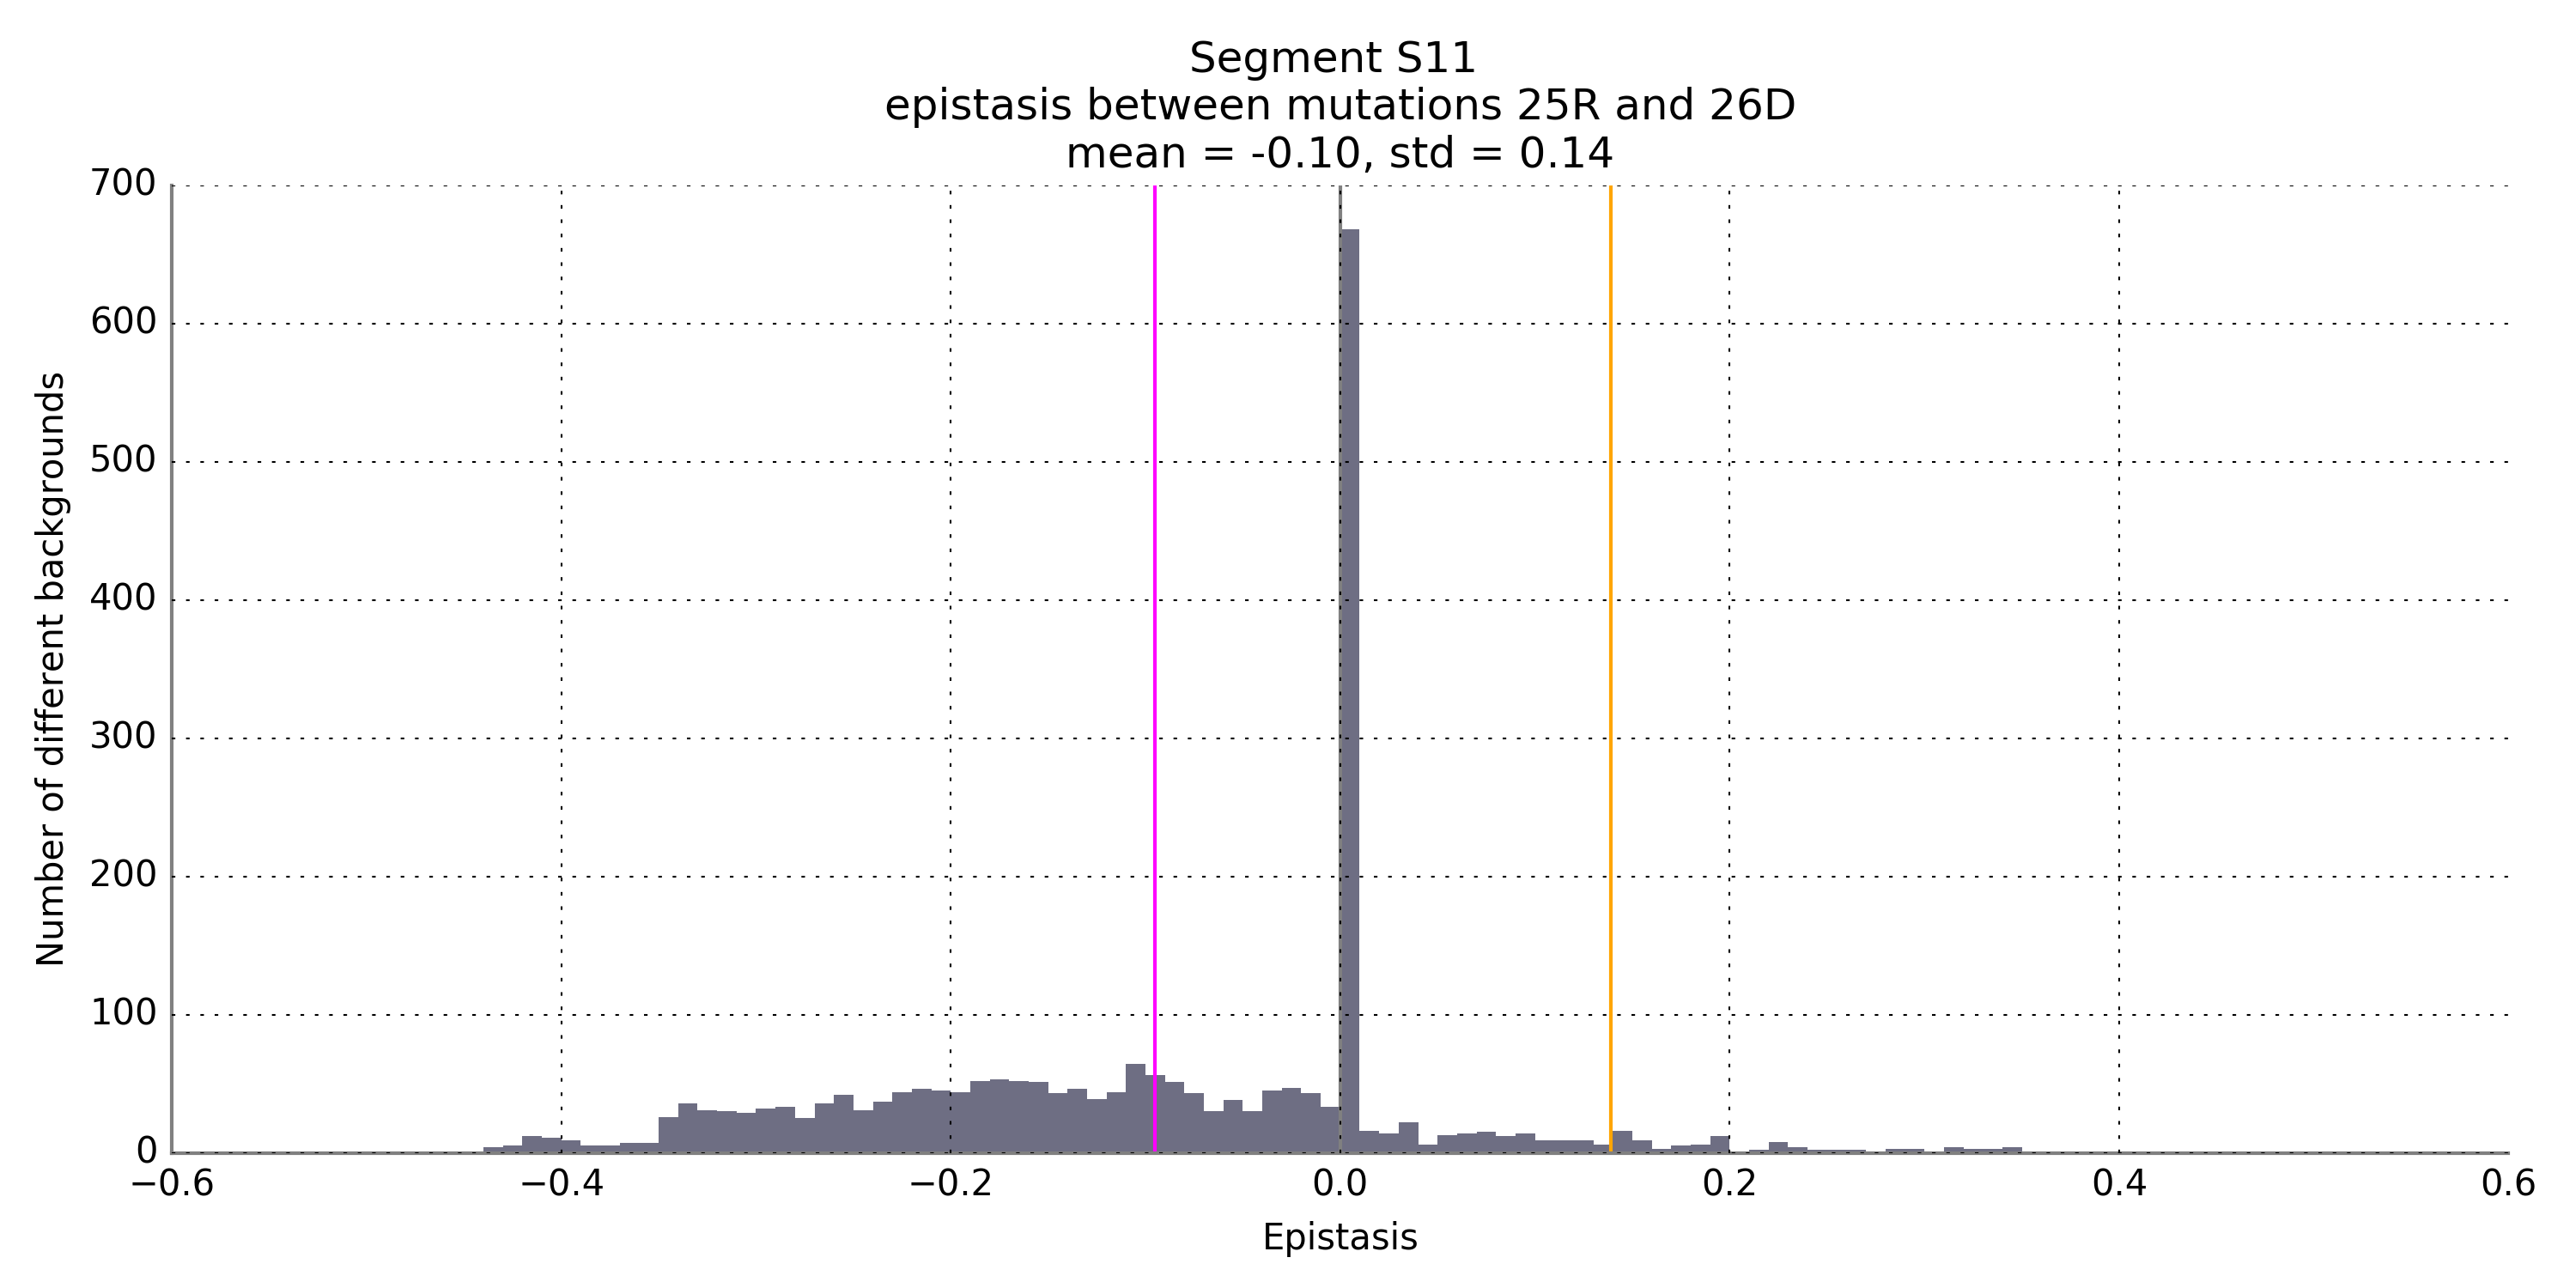 Segment S11
epistasis between mutations 25R and 26D
mean = -0.10, std = 0.14
Number of different backgrounds
700
600
500
400
300
200
100
0
−0.6 −0.4 −0.2 0.0 0.2 0.4 0.6
Epistasis